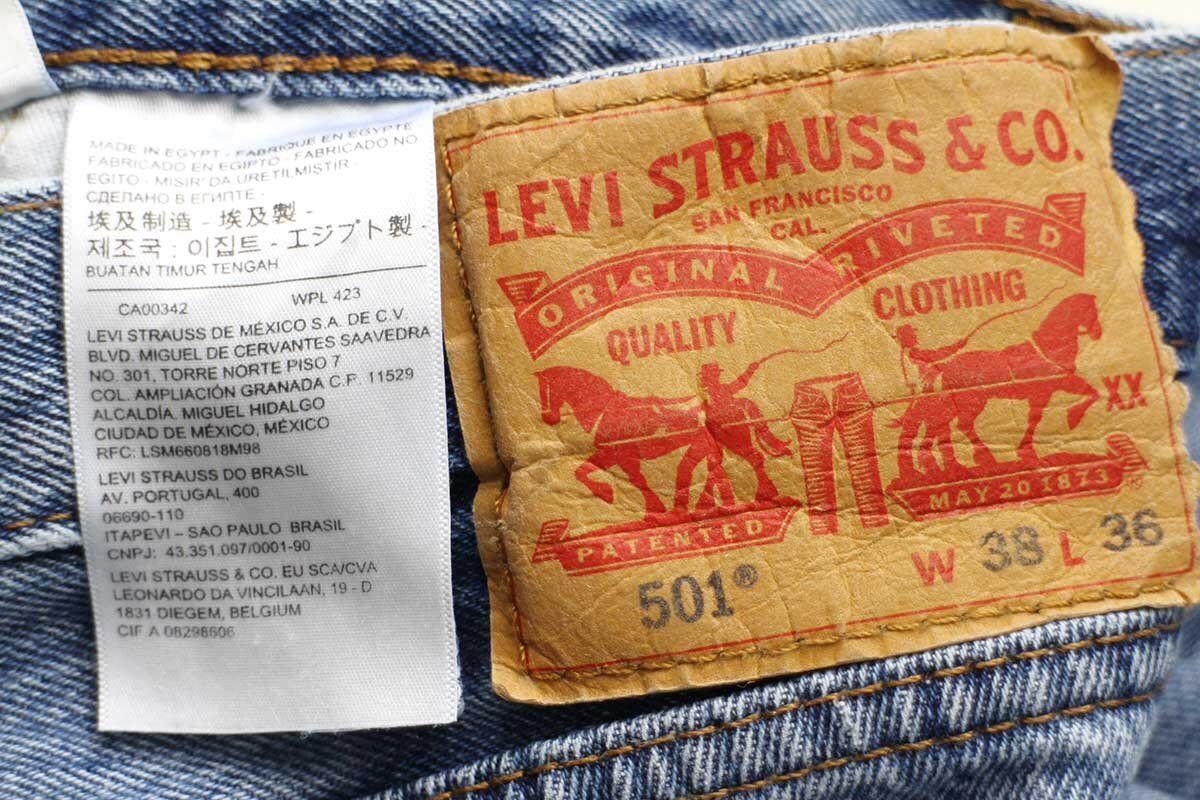 MADE IN EGYPT - FABRIQUE EN EGYPTE
FABRICADO EN EGIPTO - FABRICADO NO
EGITO - MISIR' DA URETILMISTIR -
СДЕЛАНО В ЕГИПТЕ -
埃及制造 - 埃及製 -
제조국 : 이집트 - エジプト製 -
BUATAN TIMUR TENGAH
CA00342 WPL 423
LEVI STRAUSS DE MÉXICO S.A. DE C.V.
BLVD. MIGUEL DE CERVANTES SAAVEDRA
NO. 301, TORRE NORTE PISO 7
COL. AMPLIACIÓN GRANADA C.P. 11529
ALCALDÍA. MIGUEL HIDALGO
CIUDAD DE MÉXICO, MÉXICO
RFC: LSM660818M98
LEVI STRAUSS DO BRASIL
AV. PORTUGAL, 400
06690-110
ITAPEVI – SAO PAULO BRASIL
CNPJ: 43.351.097/0001-90
LEVI STRAUSS & CO. EU SCA/CVA
LEONARDO DA VINCILAAN, 19 - D
1831 DIEGEM, BELGIUM
CIF A 08298606
LEVI STRAUSS & CO.
SAN FRANCISCO
CAL.
ORIGINAL RIVETED
QUALITY CLOTHING
XX
PATENTED MAY 20 1873
501® W 38 L 36